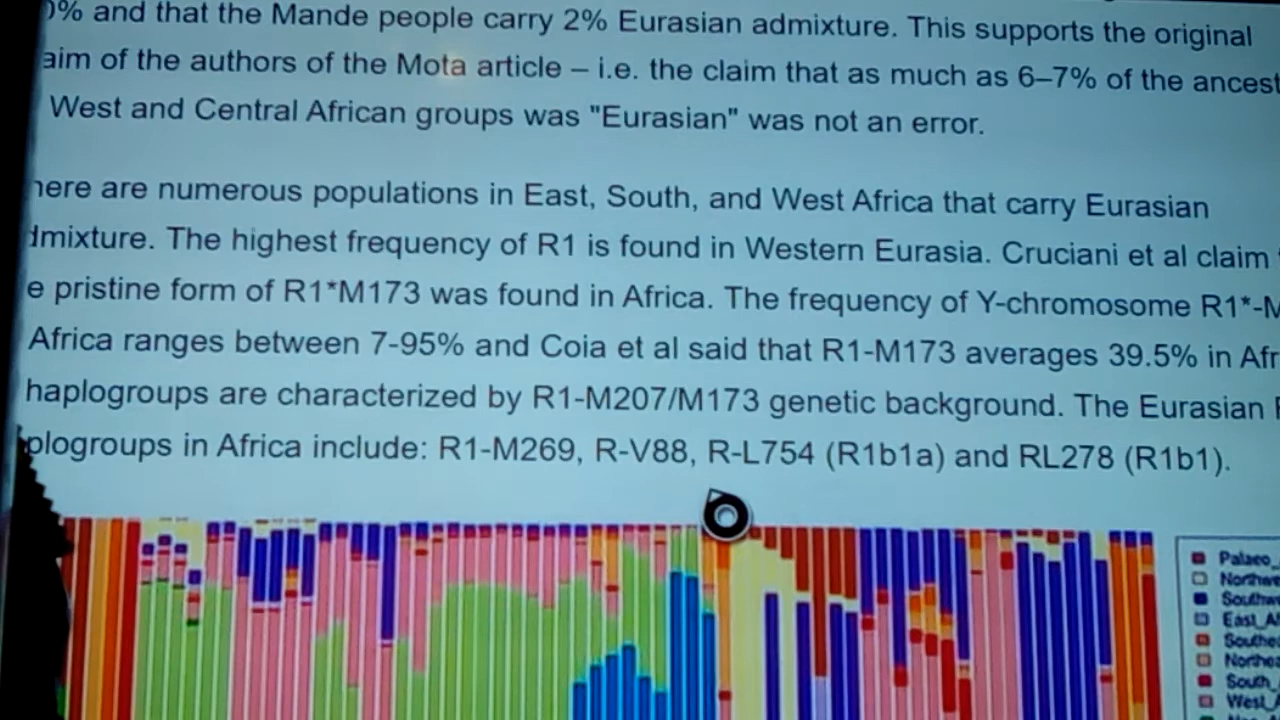 % and that the Mande people carry 2% Eurasian admixture. This supports the original
aim of the authors of the Mota article – i.e. the claim that as much as 6–7% of the ancest
West and Central African groups was "Eurasian" was not an error.
here are numerous populations in East, South, and West Africa that carry Eurasian
dmixture. The highest frequency of R1 is found in Western Eurasia. Cruciani et al claim
e pristine form of R1*M173 was found in Africa. The frequency of Y-chromosome R1*-M
Africa ranges between 7-95% and Coia et al said that R1-M173 averages 39.5% in Afr
haplogroups are characterized by R1-M207/M173 genetic background. The Eurasian
plogroups in Africa include: R1-M269, R-V88, R-L754 (R1b1a) and RL278 (R1b1).
Palaeo_
Northwe
Southwe
East_A
Southe
Northe
South_
West_